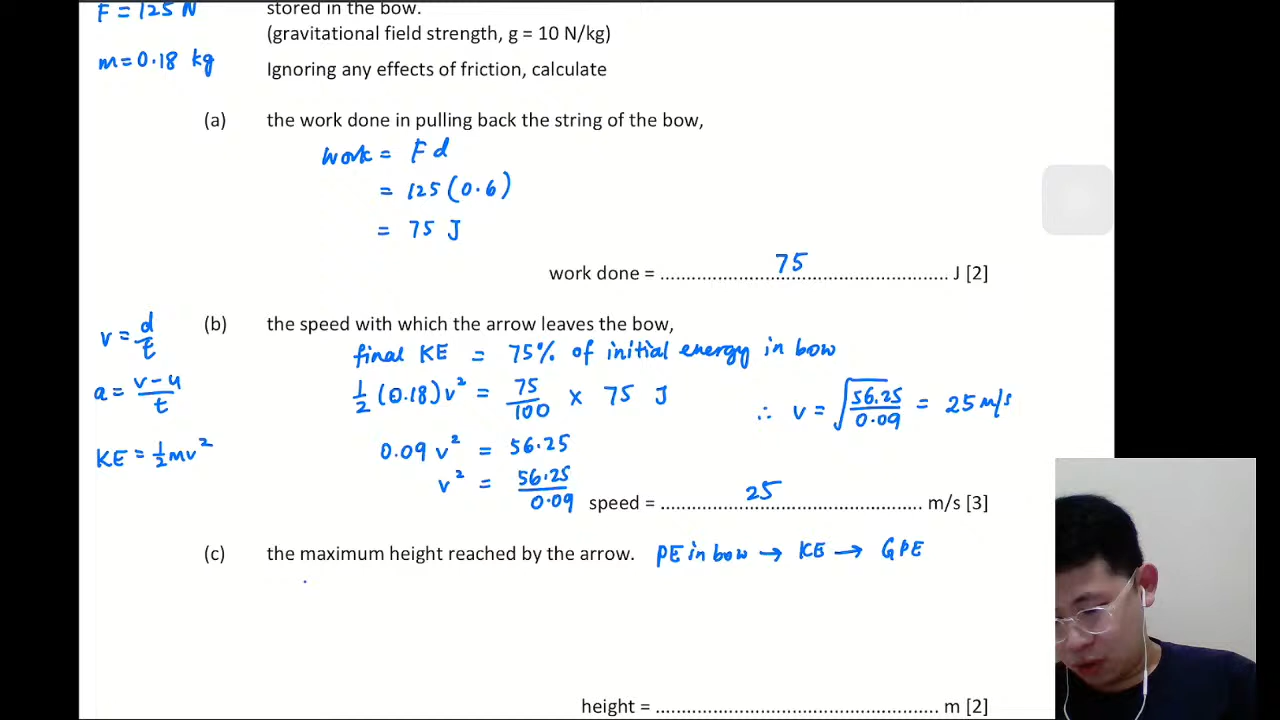 F = 125 N
stored in the bow.
(gravitational field strength, g = 10 N/kg)
m = 0.18 kg
Ignoring any effects of friction, calculate
(a) the work done in pulling back the string of the bow,
Work = Fd
= 125 (0.6)
= 75 J
work done = ..................75.................. J [2]
v = d/t
(b) the speed with which the arrow leaves the bow,
final KE = 75% of initial energy in bow
a = v-u/t
1/2 (0.18) v² = 75/100 × 75 J
∴ v = √56.25/0.09 = 25 m/s
KE = 1/2 mv²
0.09 v² = 56.25
v² = 56.25/0.09
speed = ..................25.................. m/s [3]
(c) the maximum height reached by the arrow. PE in bow → KE → GPE
height = .................................... m [2]